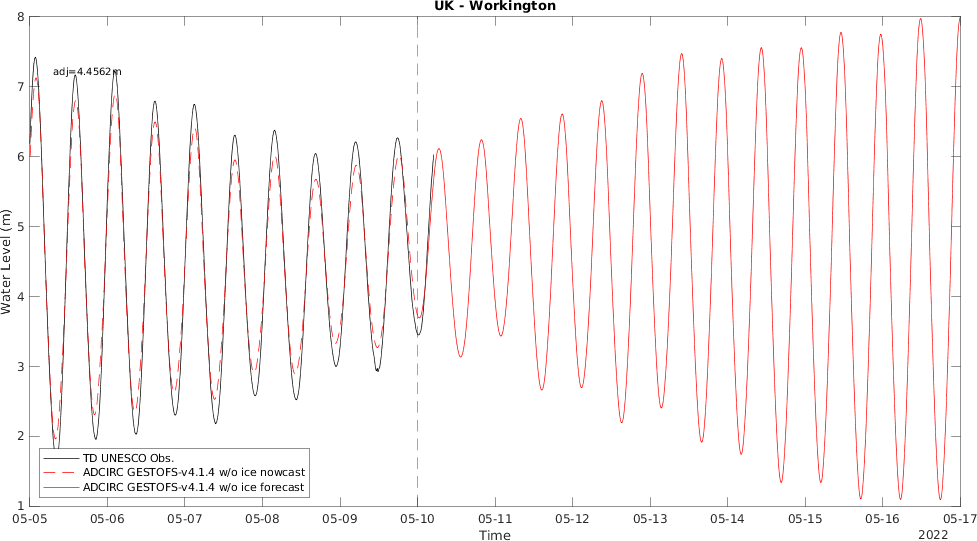 UK - Workington
8
7
6
5
4
3
2
1
Water Level (m)
adj=4.4562m
TD UNESCO Obs.
ADCIRC GESTOFS-v4.1.4 w/o ice nowcast
ADCIRC GESTOFS-v4.1.4 w/o ice forecast
05-05 05-06 05-07 05-08 05-09 05-10 05-11 05-12 05-13 05-14 05-15 05-16 05-17
Time
2022